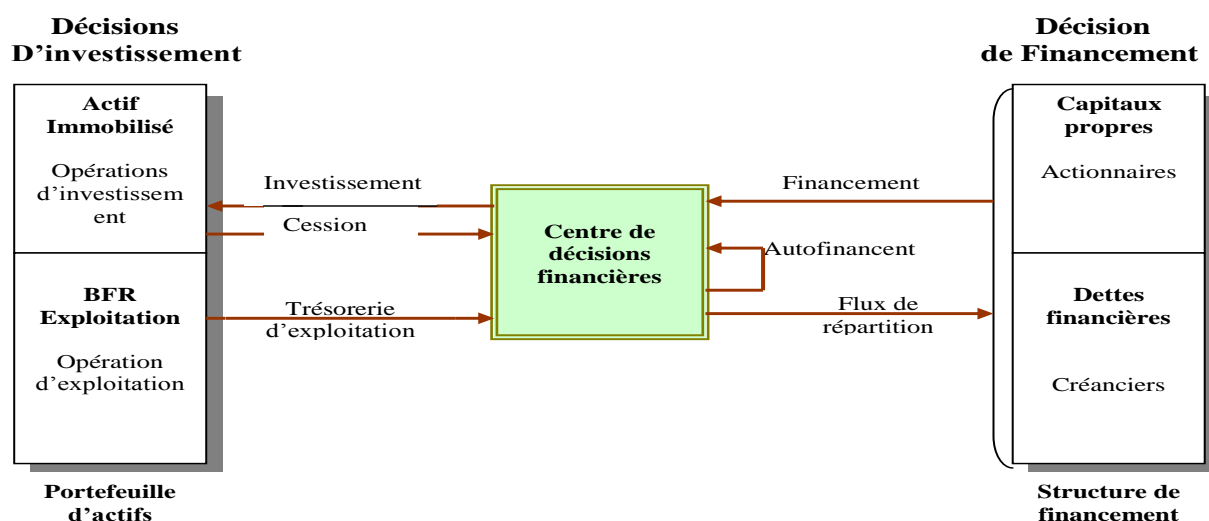 Décisions
D'investissement
Décision
de Financement
Actif
Immobilisé
Opérations
d'investissem
ent
BFR
Exploitation
Opération
d'exploitation
Portefeuille
d'actifs
Investissement
Cession
Trésorerie
d'exploitation
Centre de
décisions
financières
Financement
Autofinancent
Flux de
répartition
Capitaux
propres
Actionnaires
Dettes
financières
Créanciers
Structure de
financement